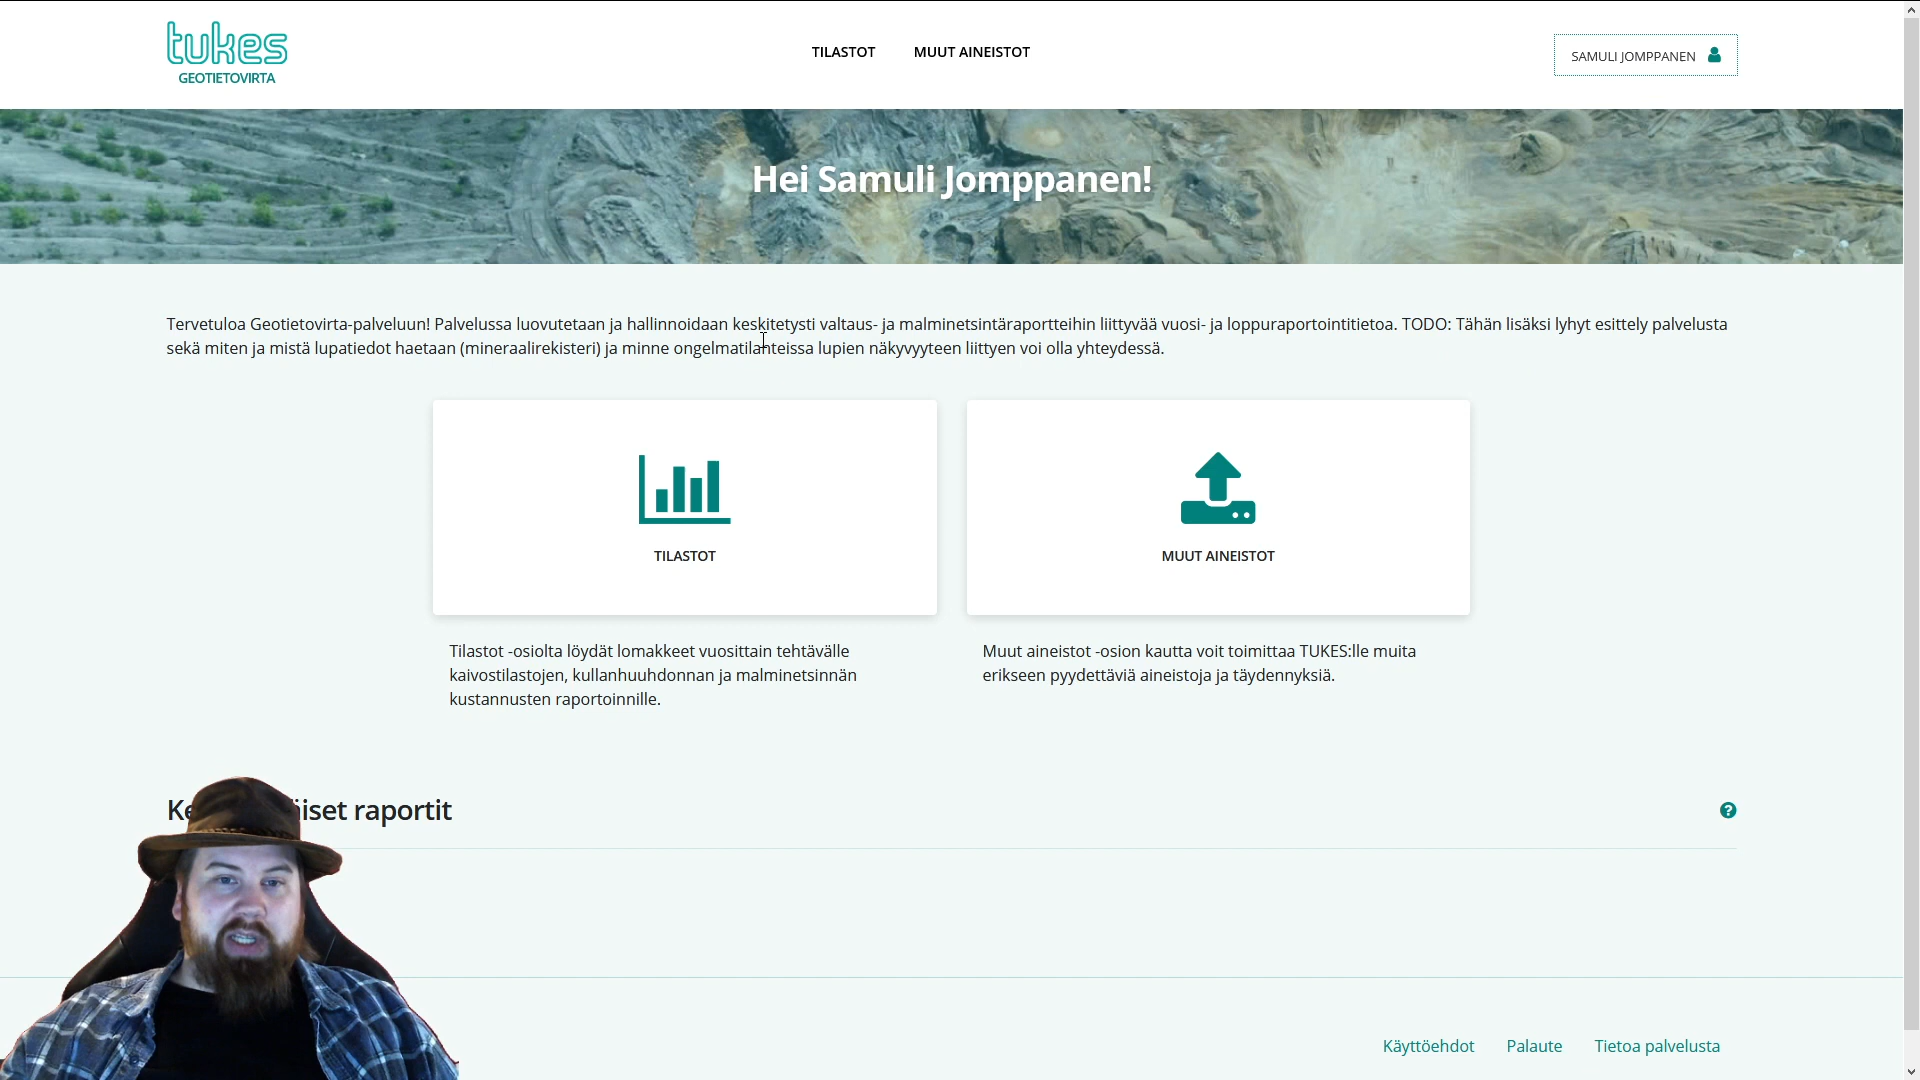 tukes
GEOTIETOVIRTA
TILASTOT
MUUT AINEISTOT
SAMULI JOMPPANEN
Hei Samuli Jomppanen!
Tervetuloa Geotietovirta-palveluun! Palvelussa luovutetaan ja hallinnoidaan keskitetysti valtaus- ja malminetsintäraportteihin liittyvää vuosi- ja loppuraportointitietoa. TODO: Tähän lisäksi lyhyt esittely palvelusta
sekä miten ja mistä lupatiedot haetaan (mineraalirekisteri) ja minne ongelmatilanteissa lupien näkyvyyteen liittyen voi olla yhteydessä.
TILASTOT
MUUT AINEISTOT
Tilastot -osiolta löydät lomakkeet vuosittain tehtävälle
kaivostilastojen, kullanhuuhdonnan ja malminetsinnän
kustannusten raportoinnille.
Muut aineistot -osion kautta voit toimittaa TUKES:lle muita
erikseen pyydettäviä aineistoja ja täydennyksiä.
raportit
Käyttöehdot
Palaute
Tietoa palvelusta